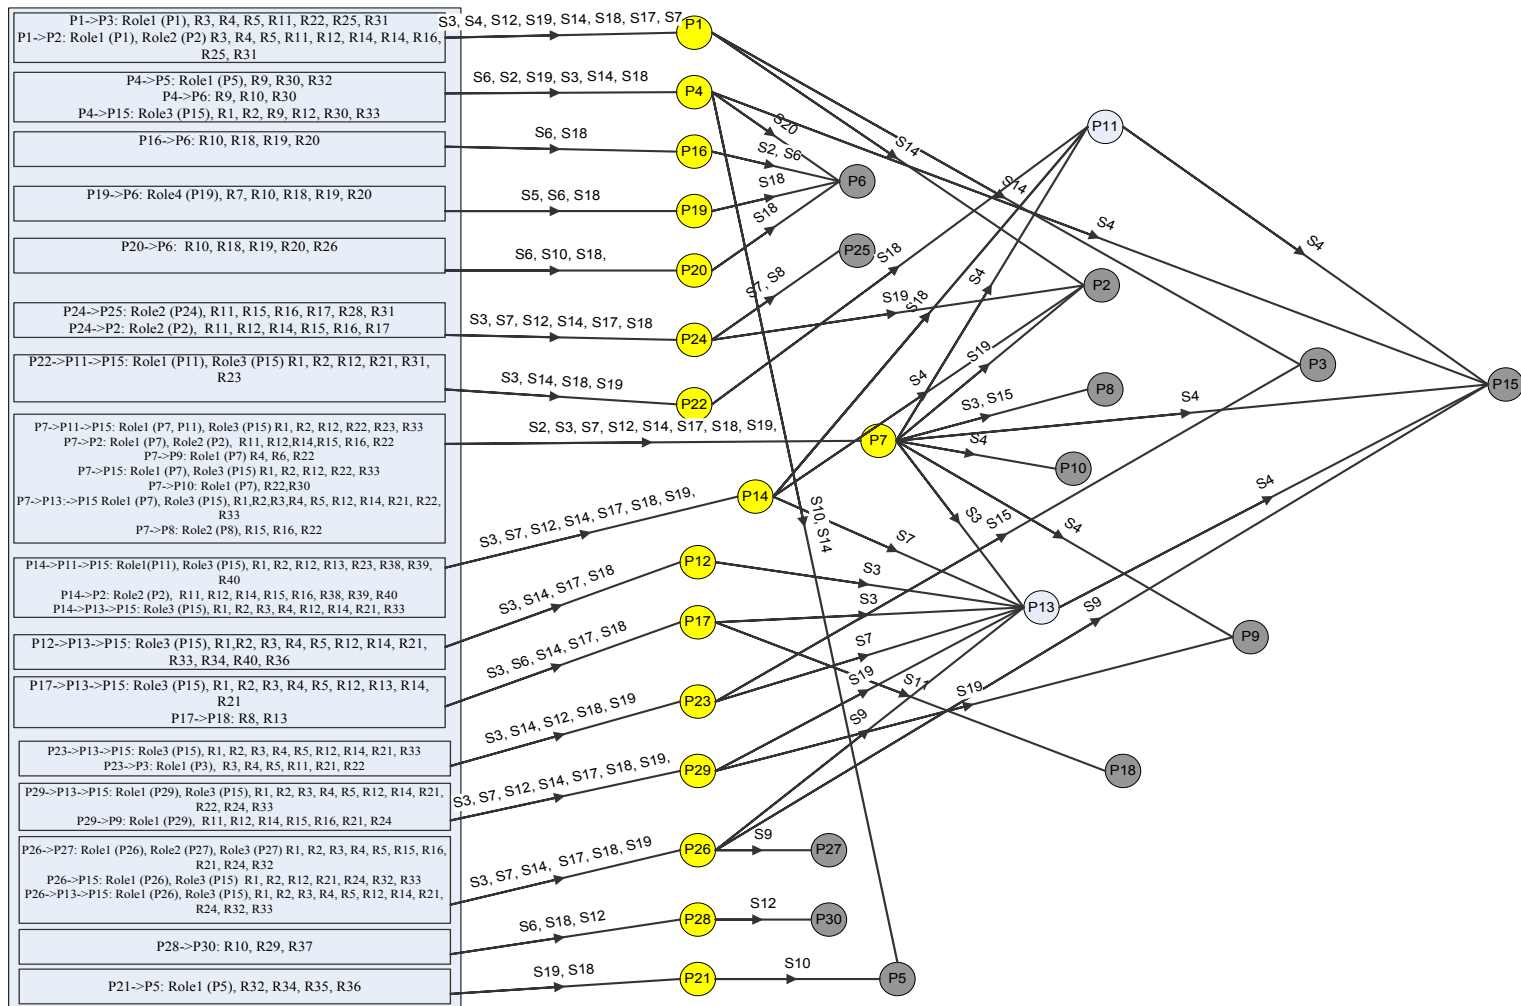 P1->P3: Role1 (P1), R3, R4, R5, R11, R22, R25, R31
P1->P2: Role1 (P1), Role2 (P2) R3, R4, R5, R11, R12, R14, R14, R16,
R25, R31
P4->P5: Role1 (P5), R9, R30, R32
P4->P6: R9, R10, R30
P4->P15: Role3 (P15), R1, R2, R9, R12, R30, R33
P16->P6: R10, R18, R19, R20
P19->P6: Role4 (P19), R7, R10, R18, R19, R20
P20->P6: R10, R18, R19, R20, R26
P24->P25: Role2 (P24), R11, R15, R16, R17, R28, R31
P24->P2: Role2 (P2), R11, R12, R14, R15, R16, R17
P22->P11->P15: Role1 (P11), Role3 (P15) R1, R2, R12, R21, R31,
R23
P7->P11->P15: Role1 (P7, P11), Role3 (P15) R1, R2, R12, R22, R23, R33
P7->P2: Role1 (P7), Role2 (P2), R11, R12,R14,R15, R16, R22
P7->P9: Role1 (P7) R4, R6, R22
P7->P15: Role1 (P7), Role3 (P15) R1, R2, R12, R22, R33
P7->P10: Role1 (P7), R22,R30
P7->P13:->P15 Role1 (P7), Role3 (P15), R1,R2,R3,R4, R5, R12, R14, R21, R22,
R33
P7->P8: Role2 (P8), R15, R16, R22
P14->P11->P15: Role1(P11), Role3 (P15), R1, R2, R12, R13, R23, R38, R39,
R40
P14->P2: Role2 (P2), R11, R12, R14, R15, R16, R38, R39, R40
P14->P13->P15: Role3 (P15), R1, R2, R3, R4, R12, R14, R21, R33
P12->P13->P15: Role3 (P15), R1,R2, R3, R4, R5, R12, R14, R21,
R33, R34, R40, R36
P17->P13->P15: Role3 (P15), R1, R2, R3, R4, R5, R12, R13, R14,
R21
P17->P18: R8, R13
P23->P13->P15: Role3 (P15), R1, R2, R3, R4, R5, R12, R14, R21, R33
P23->P3: Role1 (P3), R3, R4, R5, R11, R21, R22
P29->P13->P15: Role1 (P29), Role3 (P15), R1, R2, R3, R4, R5, R12, R14, R21,
R22, R24, R33
P29->P9: Role1 (P29), R11, R12, R14, R15, R16, R21, R24
P26->P27: Role1 (P26), Role2 (P27), Role3 (P27) R1, R2, R3, R4, R5, R15, R16,
R21, R24, R32
P26->P15: Role1 (P26), Role3 (P15) R1, R2, R12, R21, R24, R32, R33
P26->P13->P15: Role1 (P26), Role3 (P15), R1, R2, R3, R4, R5, R12, R14, R21,
R24, R32, R33
P28->P30: R10, R29, R37
P21->P5: Role1 (P5), R32, R34, R35, R36
S3, S4, S12, S19, S14, S18, S17, S7
S6, S2, S19, S3, S14, S18
S6, S18
S5, S6, S18
S6, S10, S18,
S3, S7, S12, S14, S17, S18
S3, S14, S18, S19
S2, S3, S7, S12, S14, S17, S18, S19,
S3, S7, S12, S14, S17, S18, S19,
S3, S14, S17, S18
S3, S6, S14, S17, S18
S3, S14, S12, S18, S19
S3, S7, S12, S14, S17, S18, S19,
S3, S7, S14, S17, S18, S19
S6, S18, S12
S19, S18
P1
P4
P16
P19
P20
P24
P22
P7
P14
P12
P17
P23
P29
P26
P28
P21
S20
S2, S6
S18
S18
P6
S7, S8
P25
S18
S14
S14
S4
P11
S4
S19
S18
S4
P2
S4
S19
S3, S15
P8
S4
P3
P15
S4
P10
S10, S14
S7
S3
S15
S4
S4
S3
S3
P13
S9
P9
S7
S19
S11
S19
S9
P18
S9
P27
S12
P30
S10
P5